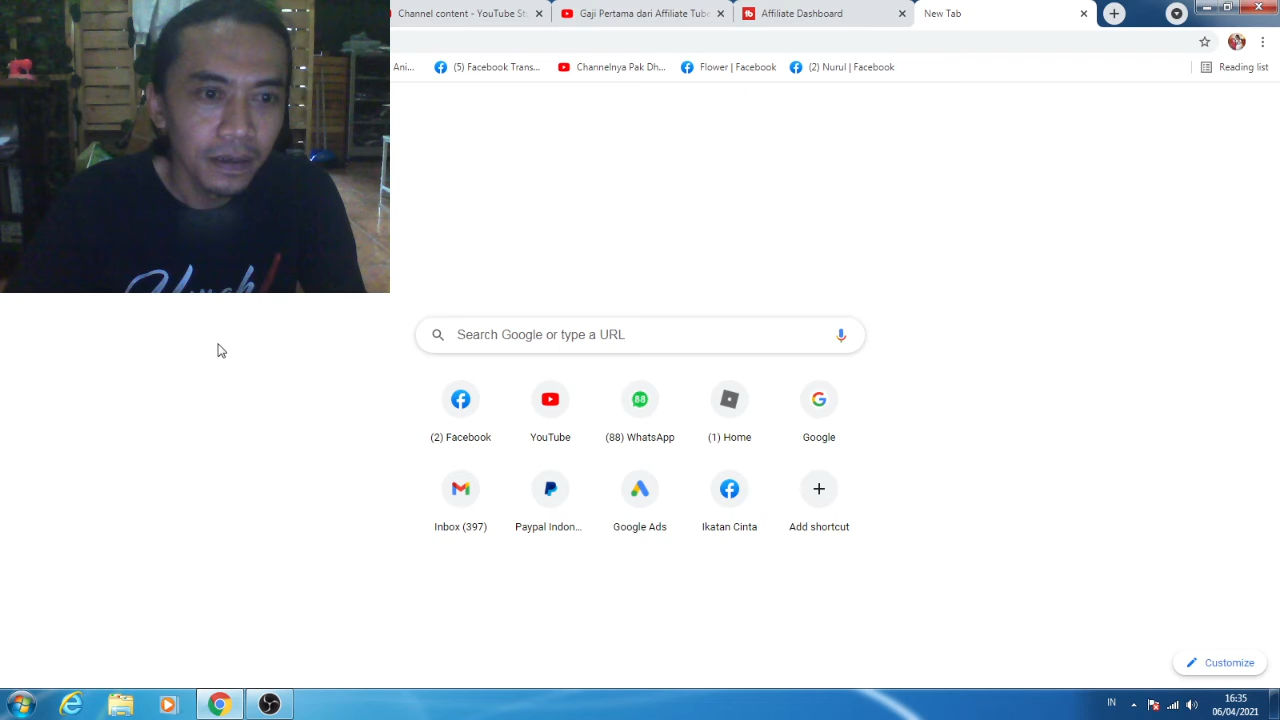 Channel content - YouTube St
Gaji Pertama dari Affiliate Tube
Affiliate Dashboard
New Tab
Ani...
(5) Facebook Trans...
Channelnya Pak Dh...
Flower | Facebook
(2) Nurul | Facebook
Reading list
Search Google or type a URL
88
(2) Facebook
YouTube
(88) WhatsApp
(1) Home
Google
Inbox (397)
Paypal Indon...
Google Ads
Ikatan Cinta
Add shortcut
Customize
IN
16:35
06/04/2021